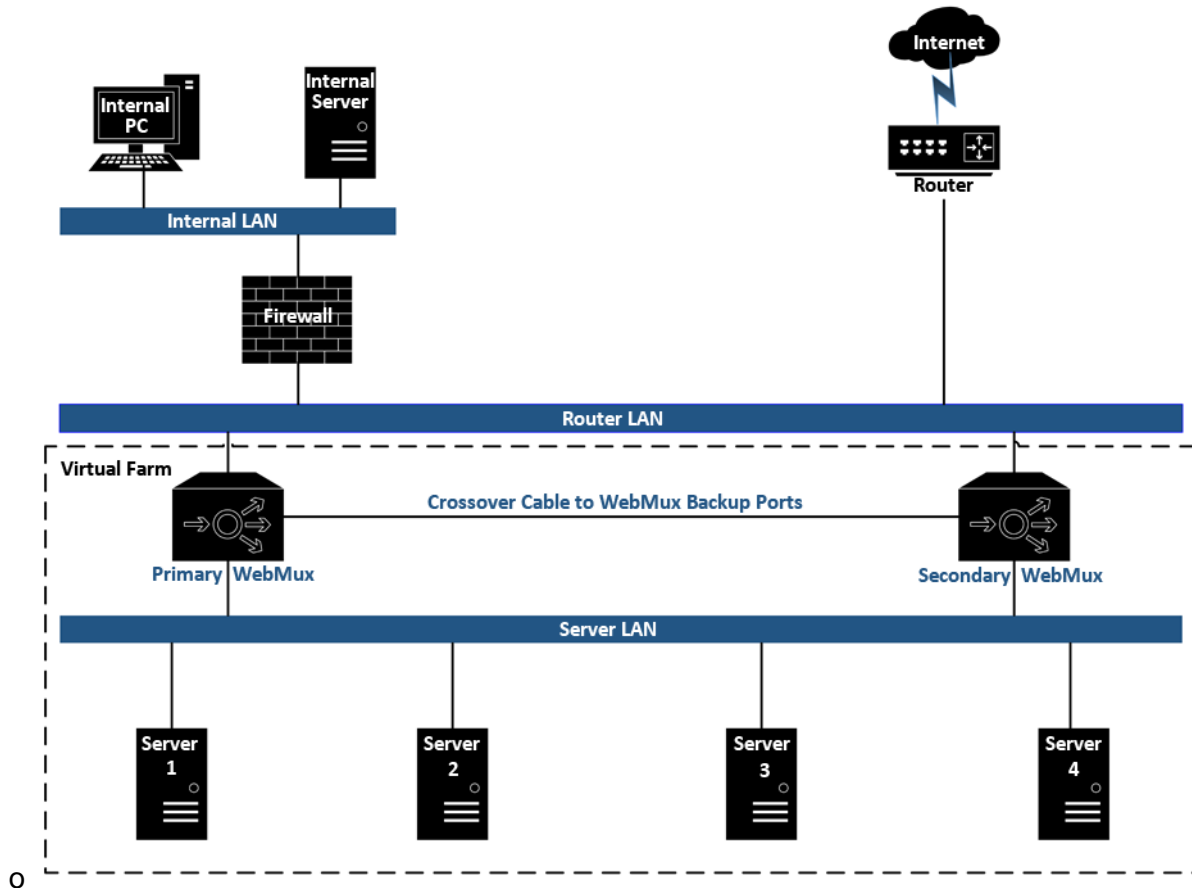 Internet
Internal
PC
Internal
Server
Router
Internal LAN
Firewall
Router LAN
Virtual Farm
Crossover Cable to WebMux Backup Ports
Primary WebMux
Secondary WebMux
Server LAN
Server
1
Server
2
Server
3
Server
4
o